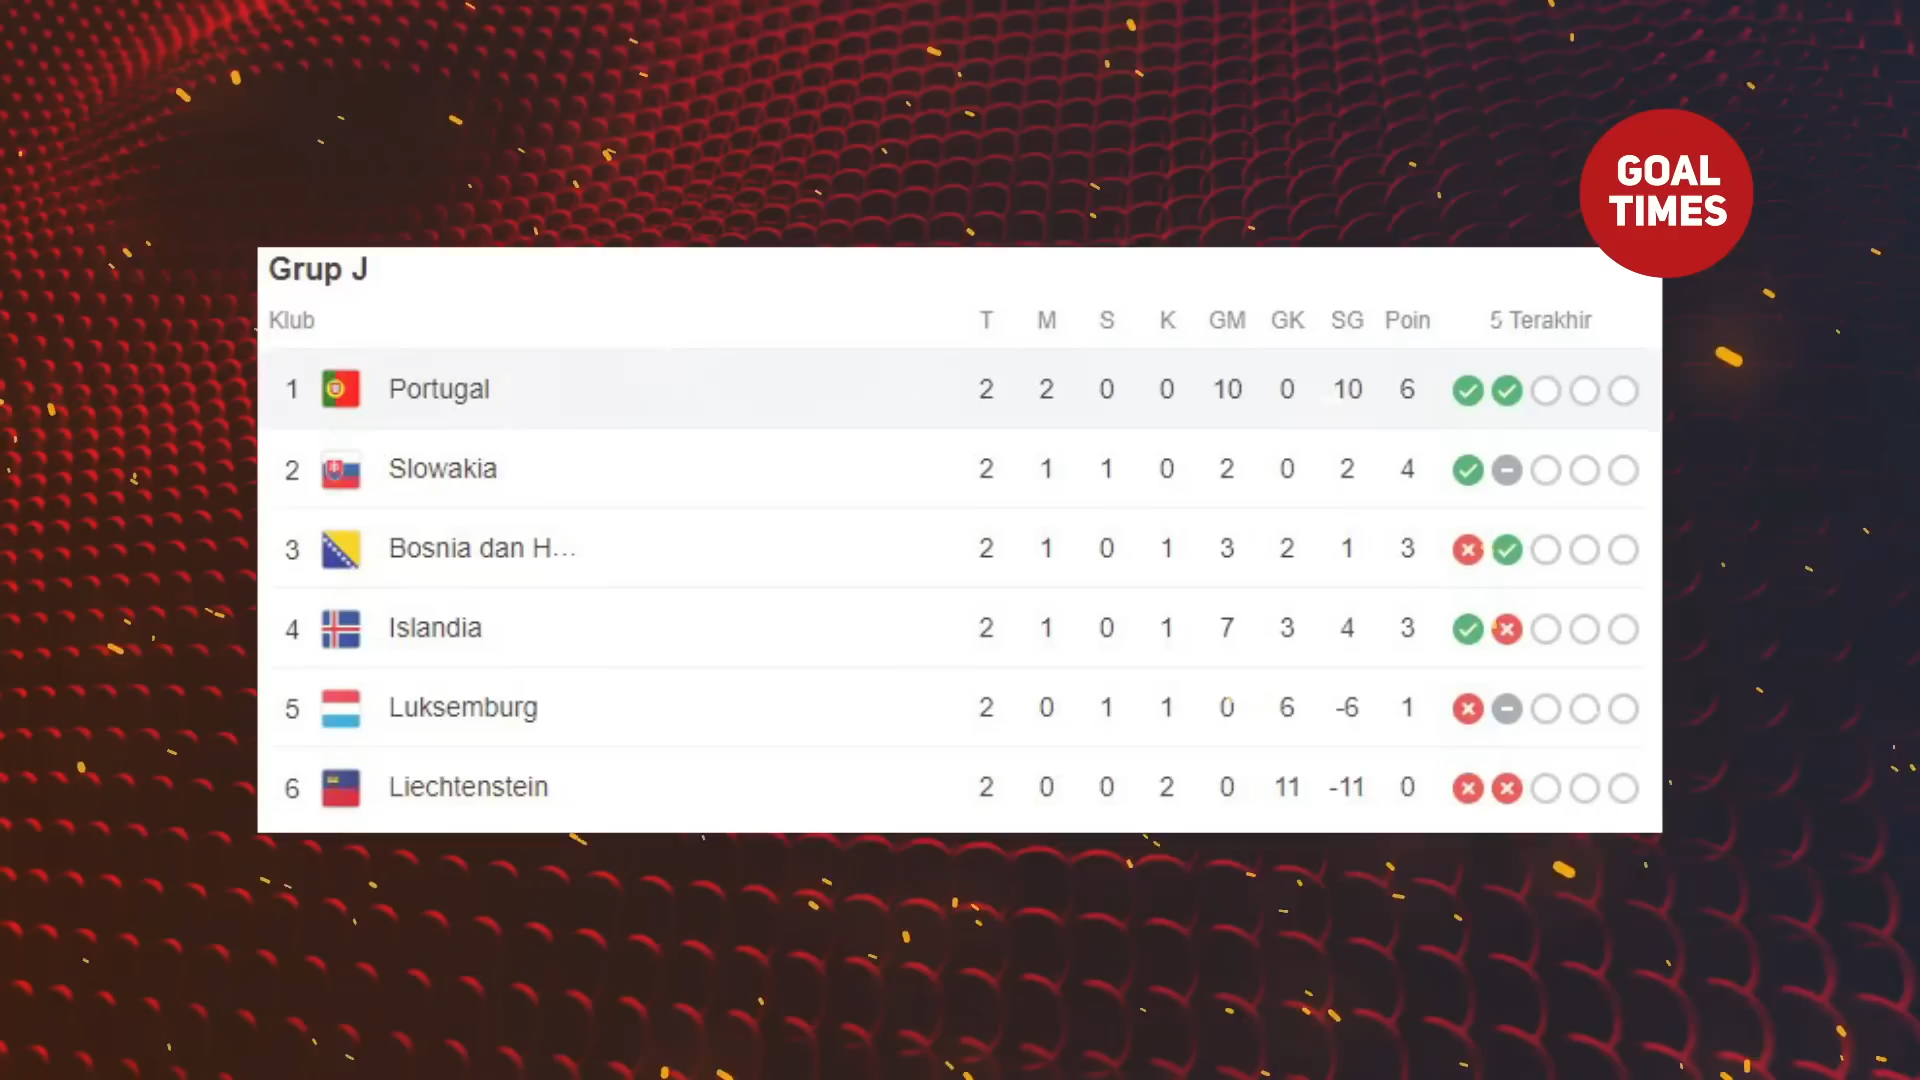 GOAL
TIMES
Grup J
Klub T M S K GM GK SG Poin 5 Terakhir
1 Portugal 2 2 0 0 10 0 10 6
2 Slowakia 2 1 1 0 2 0 2 4
3 Bosnia dan H... 2 1 0 1 3 2 1 3
4 Islandia 2 1 0 1 7 3 4 3
5 Luksemburg 2 0 1 1 0 6 -6 1
6 Liechtenstein 2 0 0 2 0 11 -11 0